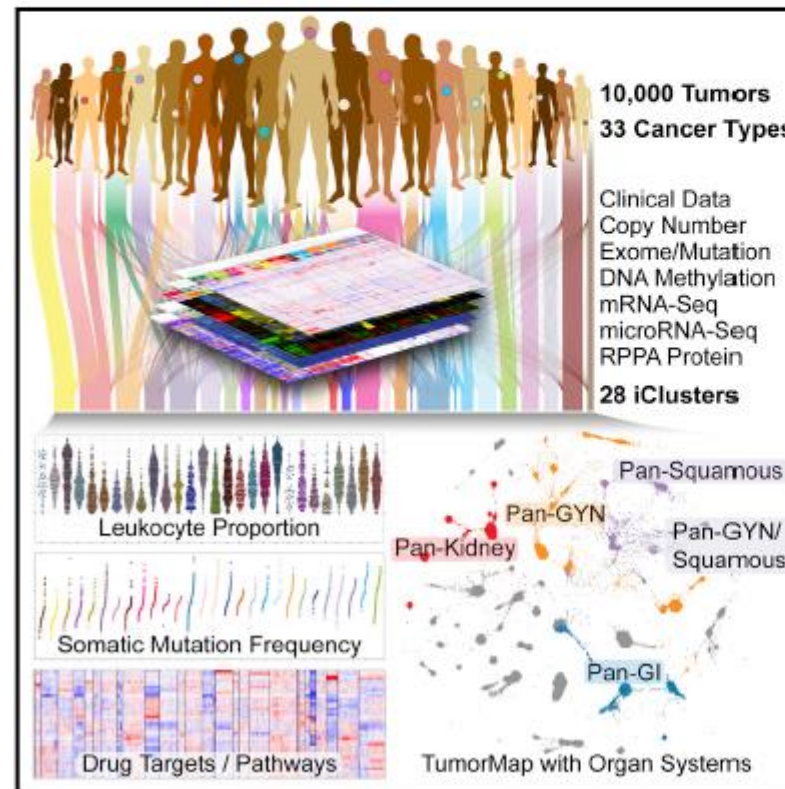 10,000 Tumors
33 Cancer Types
Clinical Data
Copy Number
Exome/Mutation
DNA Methylation
mRNA-Seq
microRNA-Seq
RPPA Protein
28 iClusters
Leukocyte Proportion
Somatic Mutation Frequency
Drug Targets / Pathways
Pan-Squamous
Pan-GYN
Pan-Kidney
Pan-GYN/
Squamous
Pan-GI
TumorMap with Organ Systems